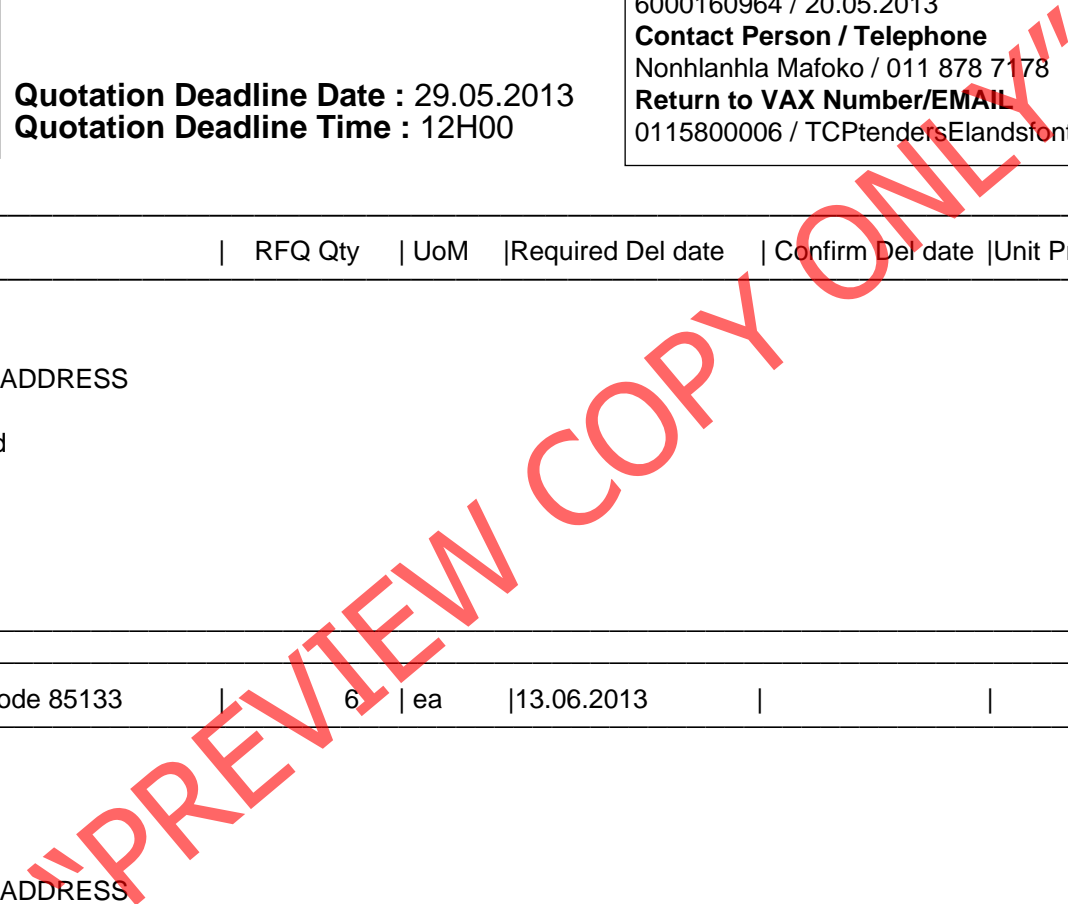 6000160964 / 20.05.2013
Contact Person / Telephone
Nonhlanhla Mafoko / 011 878 7178
Quotation Deadline Date : 29.05.2013
Return to VAX Number/EMAIL
Quotation Deadline Time : 12H00
0115800006 / TCPtendersElandsfont
| RFQ Qty | UoM |Required Del date | Confirm Del date |Unit Pr
ADDRESS
d
ode 85133 | 6 | ea |13.06.2013 | |
ADDRESS
"PREVIEW COPY ONLY"